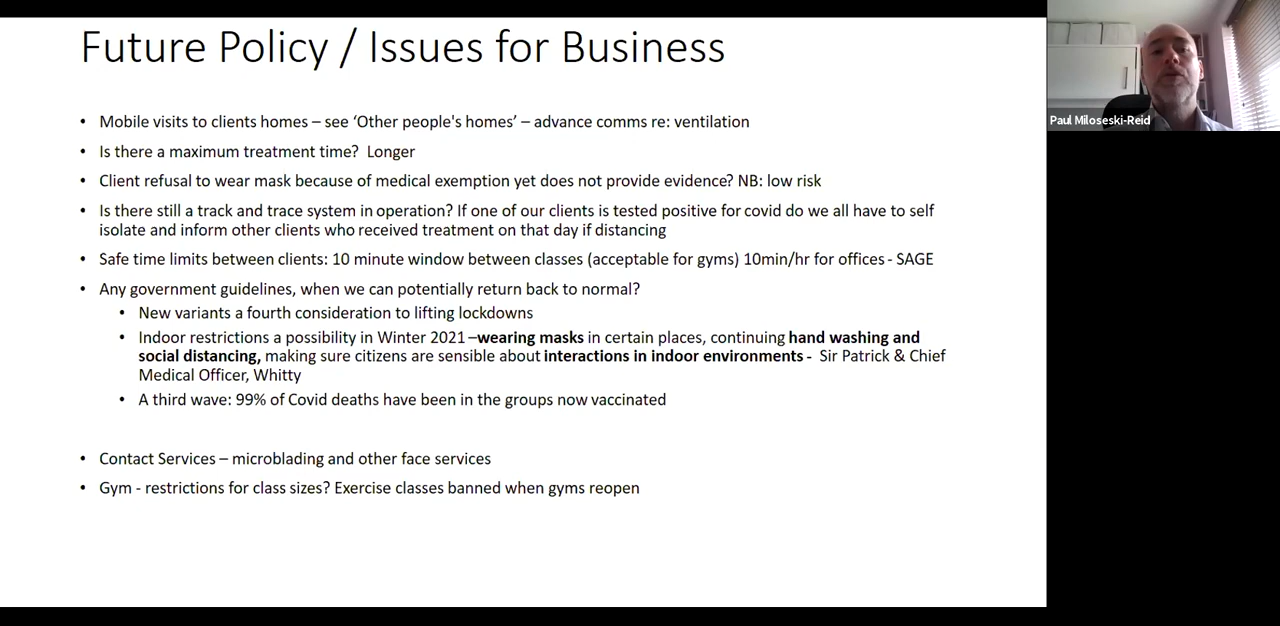 Future Policy / Issues for Business
• Mobile visits to clients homes – see ‘Other people's homes’ – advance comms re: ventilation
• Is there a maximum treatment time?  Longer
• Client refusal to wear mask because of medical exemption yet does not provide evidence? NB: low risk
• Is there still a track and trace system in operation? If one of our clients is tested positive for covid do we all have to self
isolate and inform other clients who received treatment on that day if distancing
• Safe time limits between clients: 10 minute window between classes (acceptable for gyms) 10min/hr for offices - SAGE
• Any government guidelines, when we can potentially return back to normal?
• New variants a fourth consideration to lifting lockdowns
• Indoor restrictions a possibility in Winter 2021 –wearing masks in certain places, continuing hand washing and
social distancing, making sure citizens are sensible about interactions in indoor environments -  Sir Patrick & Chief
Medical Officer, Whitty
• A third wave: 99% of Covid deaths have been in the groups now vaccinated
• Contact Services – microblading and other face services
• Gym - restrictions for class sizes? Exercise classes banned when gyms reopen
Paul Miloseski-Reid